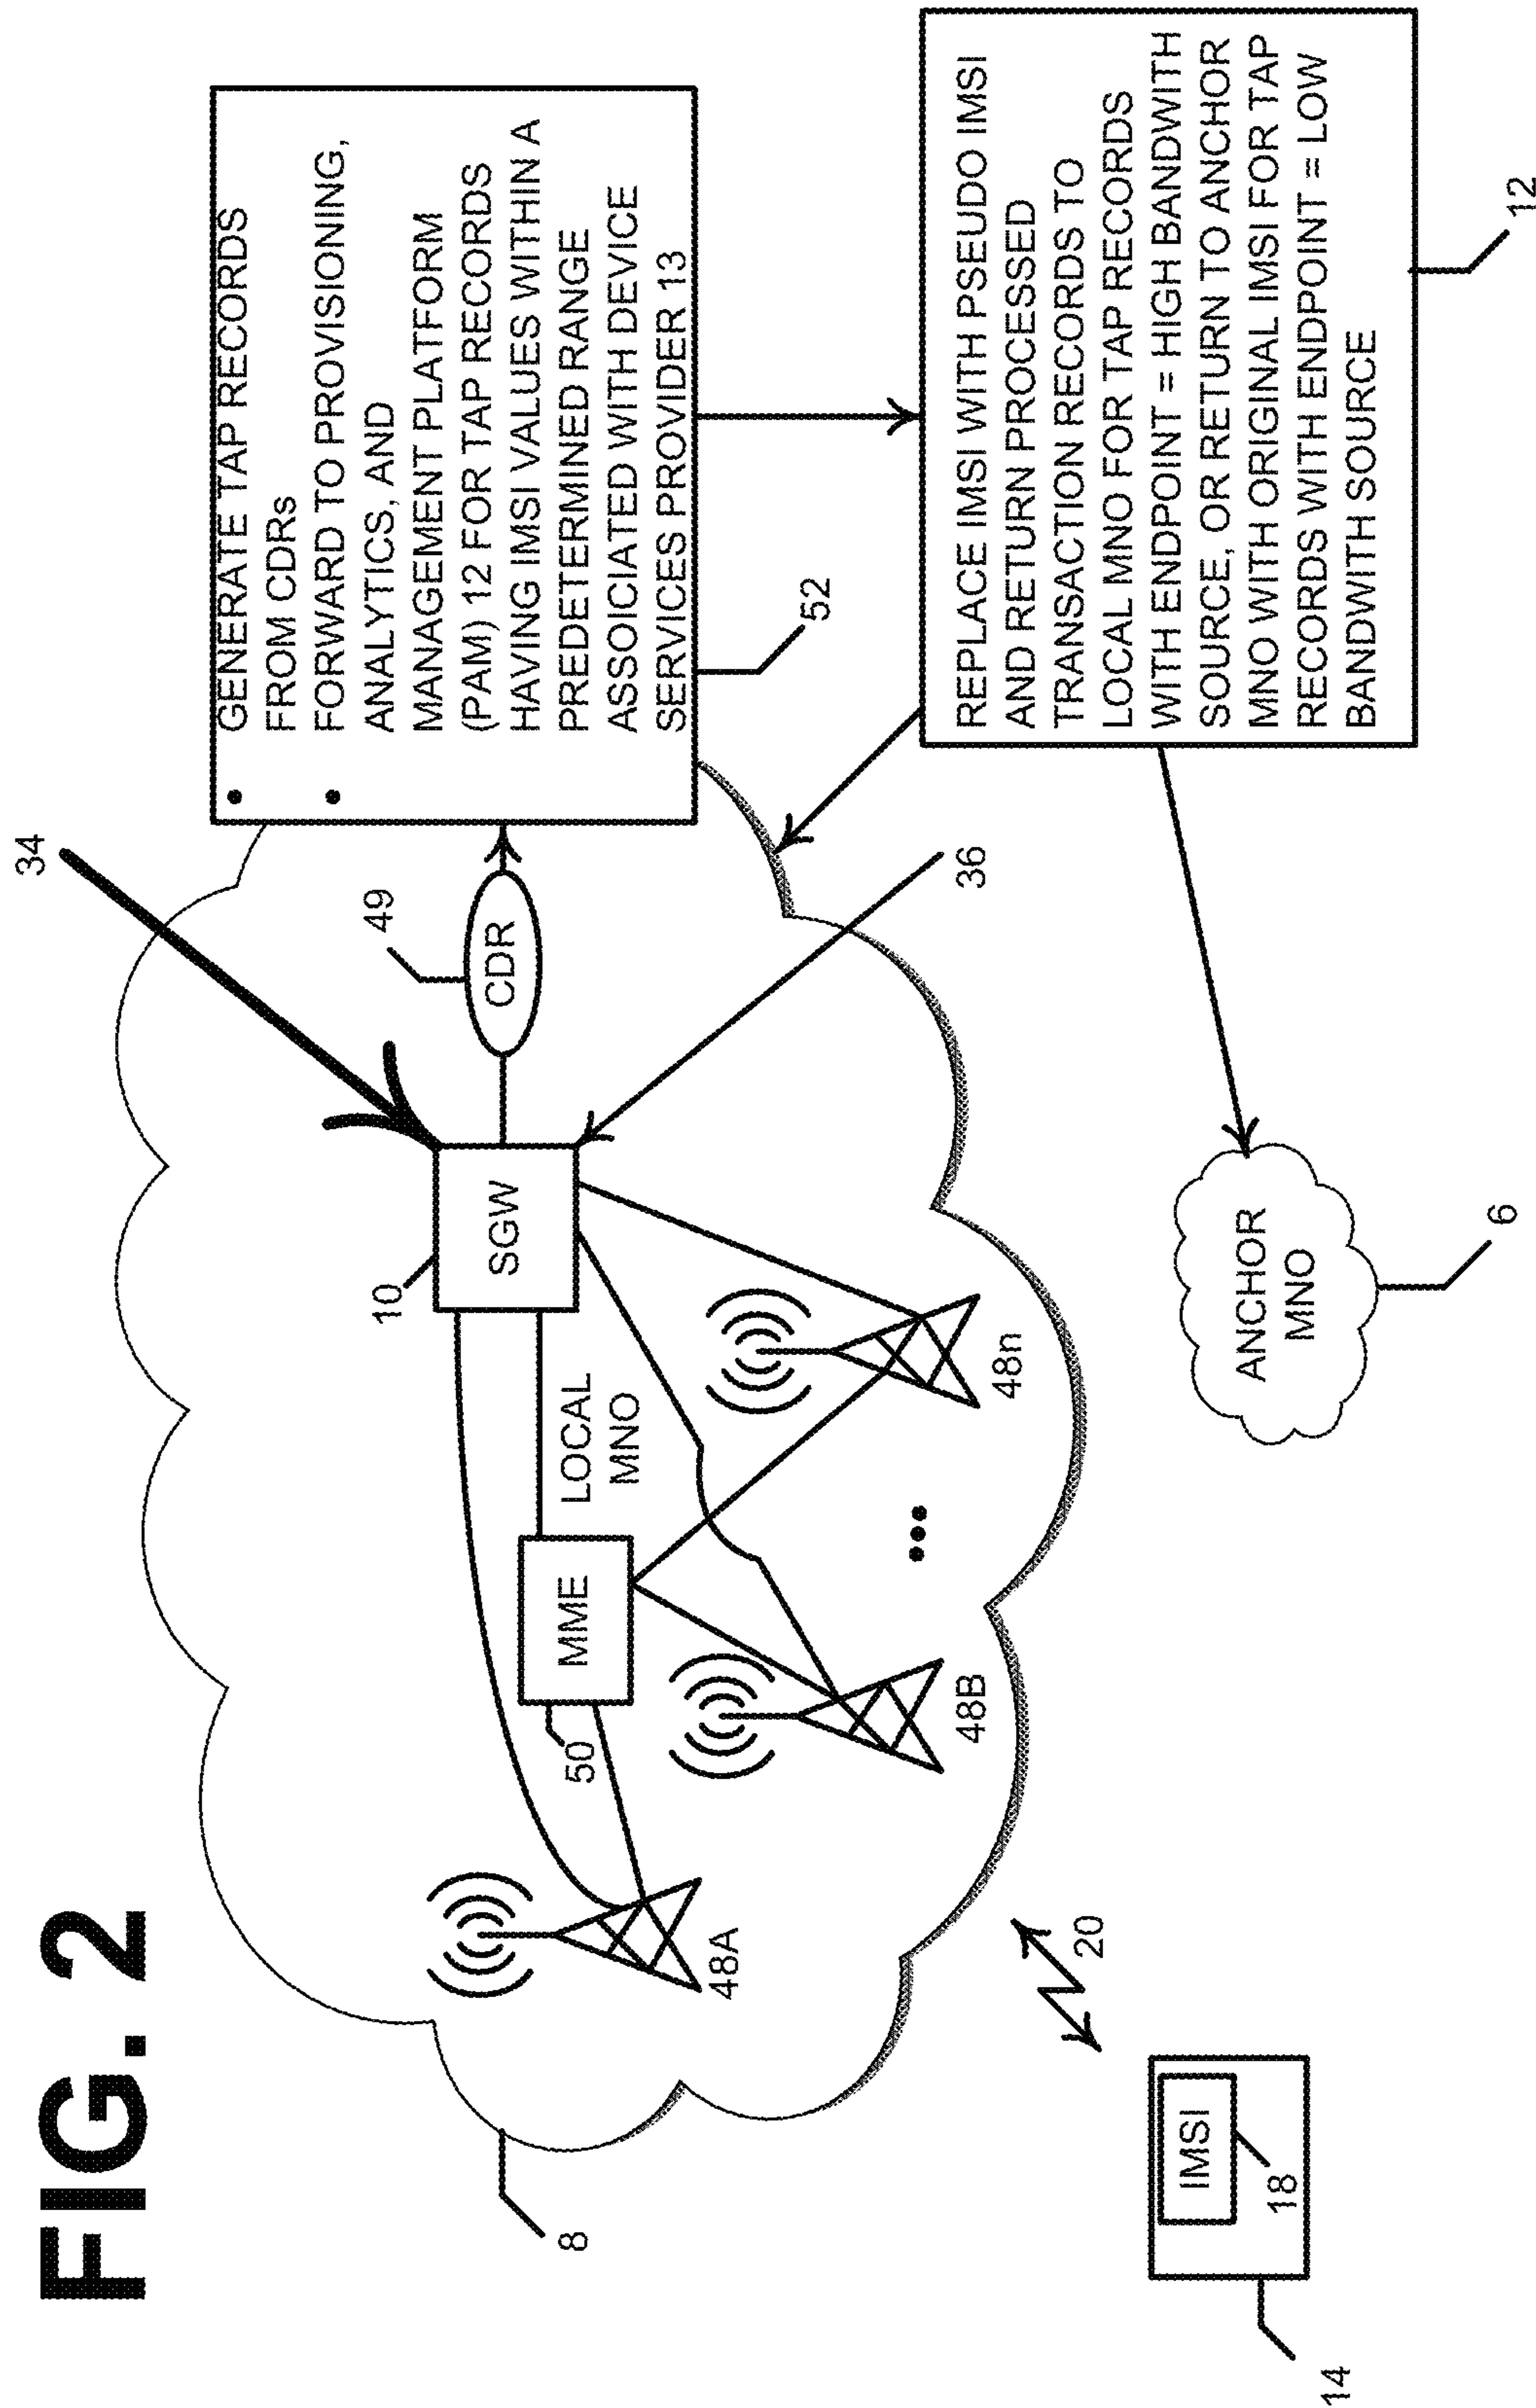 FIG. 2
34
GENERATE TAP RECORDS
FROM CDRs
FORWARD TO PROVISIONING,
ANALYTICS, AND
MANAGEMENT PLATFORM
(PAM) 12 FOR TAP RECORDS
HAVING IMSI VALUES WITHIN A
PREDETERMINED RANGE
ASSOICIATED WITH DEVICE
SERVICES PROVIDER 13
49
CDR
10
SGW
52
LOCAL
MNO
MME
50
48A
48B
•••
48n
36
8
20
IMSI
18
14
REPLACE IMSI WITH PSEUDO IMSI
AND RETURN PROCESSED
TRANSACTION RECORDS TO
LOCAL MNO FOR TAP RECORDS
WITH ENDPOINT = HIGH BANDWITH
SOURCE, OR RETURN TO ANCHOR
MNO WITH ORIGINAL IMSI FOR TAP
RECORDS WITH ENDPOINT = LOW
BANDWITH SOURCE
12
ANCHOR
MNO
6